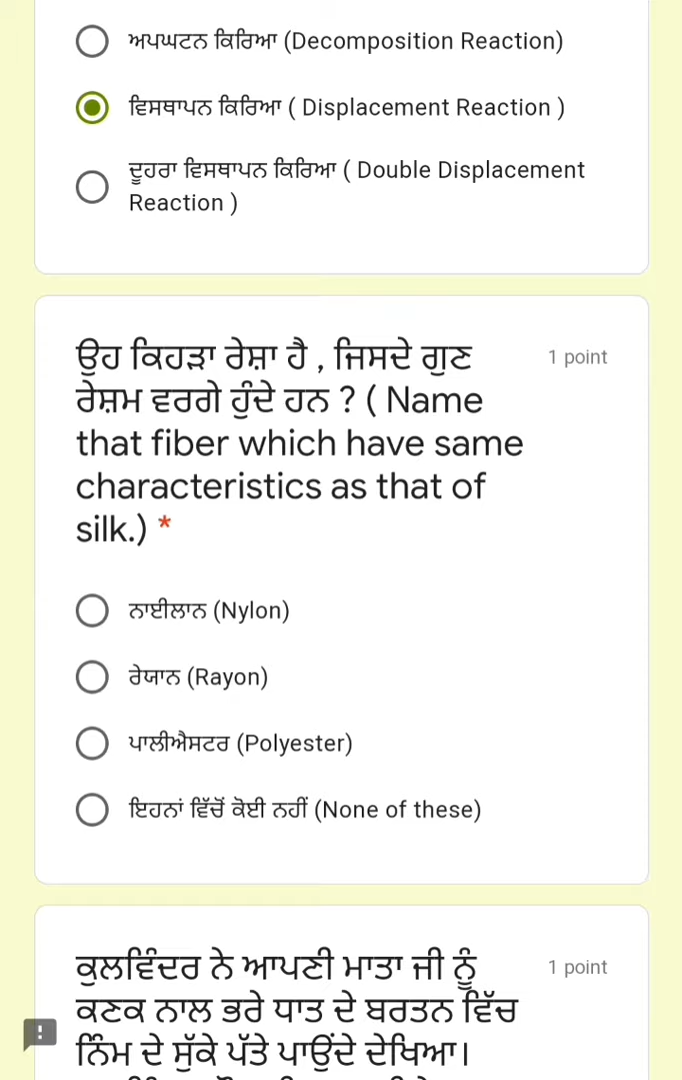 ਅਪਘਟਨ ਕਿਰਿਆ (Decomposition Reaction)
ਵਿਸਥਾਪਨ ਕਿਰਿਆ ( Displacement Reaction )
ਦੂਹਰਾ ਵਿਸਥਾਪਨ ਕਿਰਿਆ ( Double Displacement
Reaction )
ਉਹ ਕਿਹੜਾ ਰੇਸ਼ਾ ਹੈ , ਜਿਸਦੇ ਗੁਣ
1 point
ਰੇਸ਼ਮ ਵਰਗੇ ਹੁੰਦੇ ਹਨ ? ( Name
that fiber which have same
characteristics as that of
silk.) *
ਨਾਈਲਾਨ (Nylon)
ਰੇਯਾਨ (Rayon)
ਪਾਲੀਐਸਟਰ (Polyester)
ਇਹਨਾਂ ਵਿੱਚੋਂ ਕੋਈ ਨਹੀਂ (None of these)
ਕੁਲਵਿੰਦਰ ਨੇ ਆਪਣੀ ਮਾਤਾ ਜੀ ਨੂੰ
1 point
ਕਣਕ ਨਾਲ ਭਰੇ ਧਾਤ ਦੇ ਬਰਤਨ ਵਿੱਚ
ਨਿੰਮ ਦੇ ਸੁੱਕੇ ਪੱਤੇ ਪਾਉਂਦੇ ਦੇਖਿਆ।